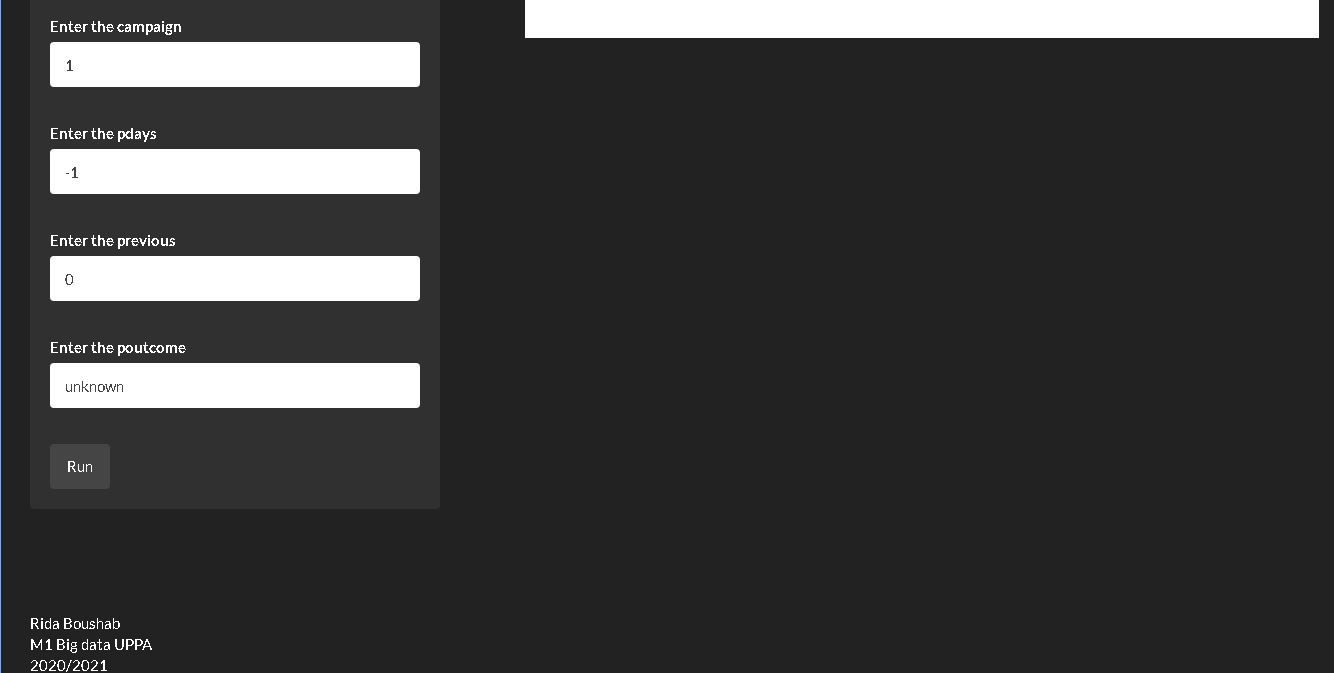 Enter the campaign
1
Enter the pdays
-1
Enter the previous
0
Enter the poutcome
unknown
Run
Rida Boushab
M1 Big data UPPA
2020/2021